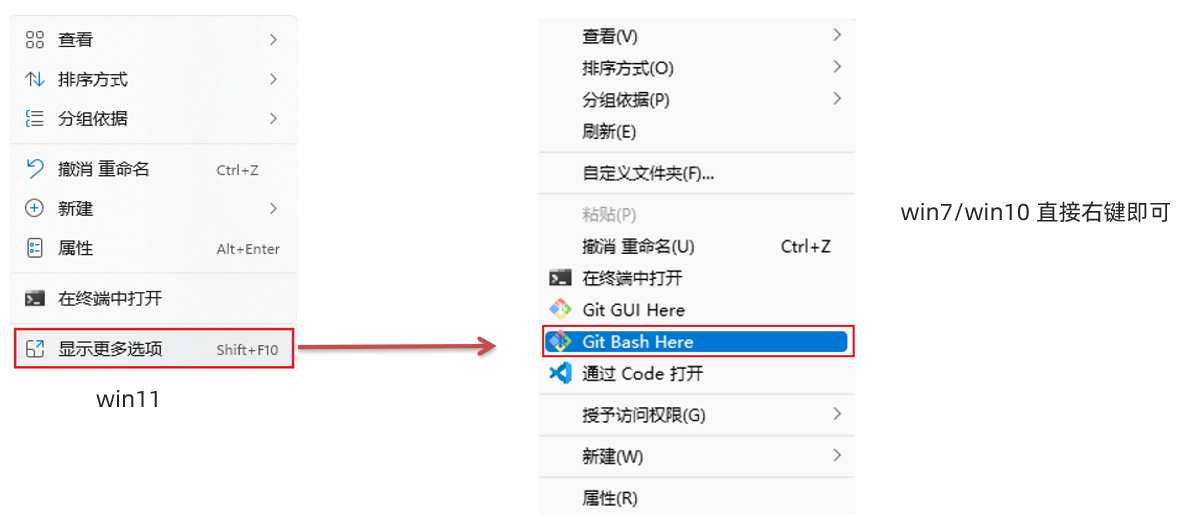 查看
排序方式
分组依据
撤消 重命名 Ctrl+Z
新建
属性 Alt+Enter
在终端中打开
显示更多选项 Shift+F10
win11
查看(V)
排序方式(O)
分组依据(P)
刷新(E)
自定义文件夹(F)...
粘贴(P)
撤消 重命名(U) Ctrl+Z
在终端中打开
Git GUI Here
Git Bash Here
通过 Code 打开
授予访问权限(G)
新建(W)
属性(R)
win7/win10 直接右键即可